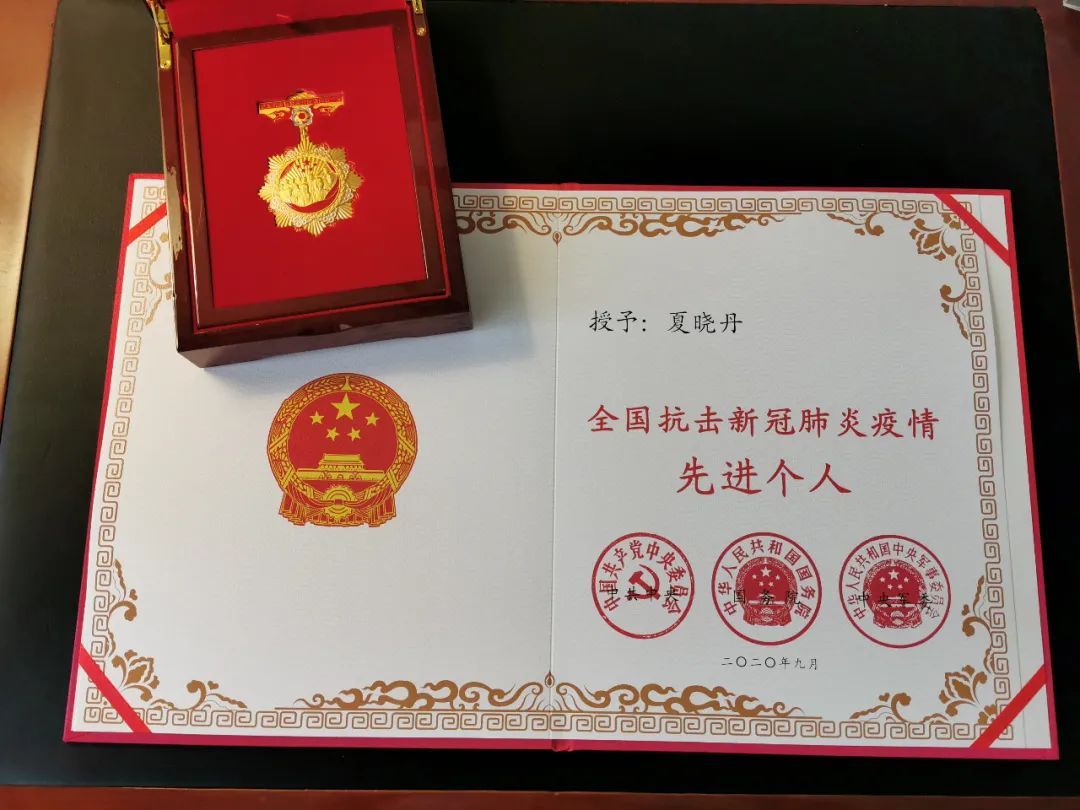 授予：夏晓丹
全国抗击新冠肺炎疫情
先进个人
中国共产党中央委员会
中共中央
中华人民共和国国务院
国务院
中华人民共和国中央军事委员会
中央军委
二〇二〇年九月